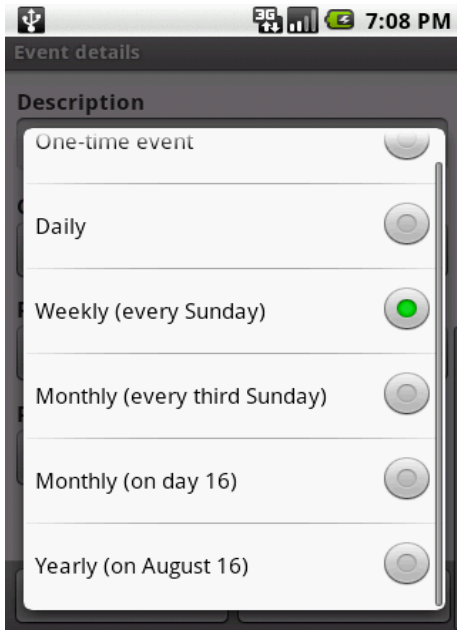 3G
7:08 PM
Event details
Description
One-time event
Daily
Weekly (every Sunday)
Monthly (every third Sunday)
Monthly (on day 16)
Yearly (on August 16)